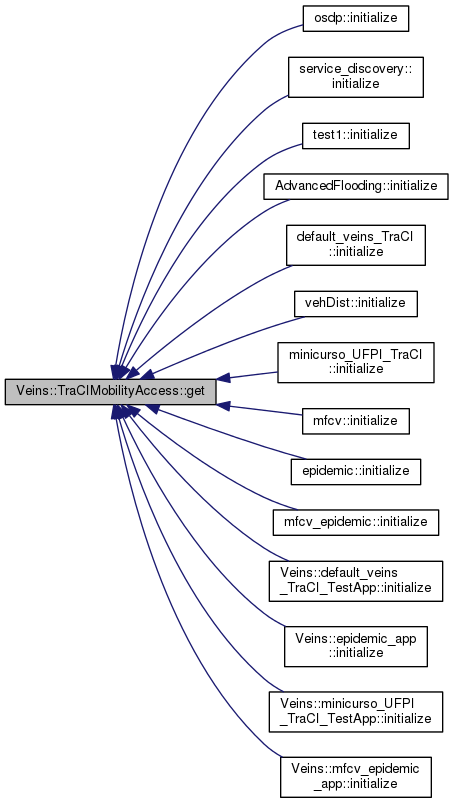 osdp::initialize
service_discovery::
initialize
test1::initialize
AdvancedFlooding::initialize
default_veins_TraCI
::initialize
vehDist::initialize
minicurso_UFPI_TraCI
::initialize
Veins::TraCIMobilityAccess::get
mfcv::initialize
epidemic::initialize
mfcv_epidemic::initialize
Veins::default_veins
_TraCI_TestApp::initialize
Veins::epidemic_app
::initialize
Veins::minicurso_UFPI
_TraCI_TestApp::initialize
Veins::mfcv_epidemic
_app::initialize